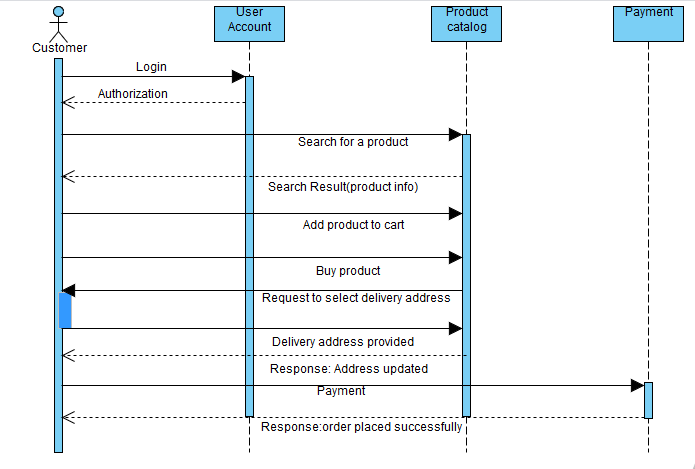 User
Account
Product
catalog
Payment
Customer
Login
Authorization
Search for a product
Search Result(product info)
Add product to cart
Buy product
Request to select delivery address
Delivery address provided
Response: Address updated
Payment
Response:order placed successfully